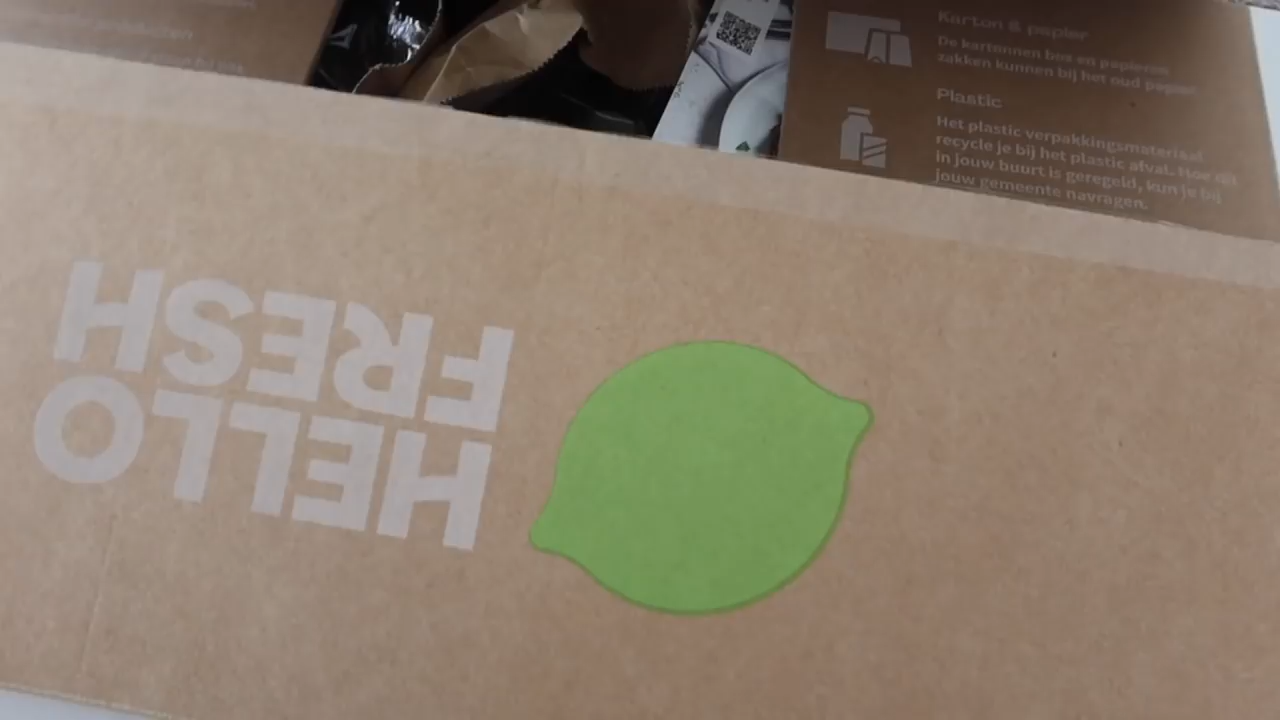 Karton & papier
De kartonnen box en papieren
zakken kunnen bij het oud papier.
Plastic
Het plastic verpakkingsmateriaal
recycle je bij het plastic afval. Hoe dit
in jouw buurt is geregeld, kun je bij
jouw gemeente navragen.
HELLO
FRESH